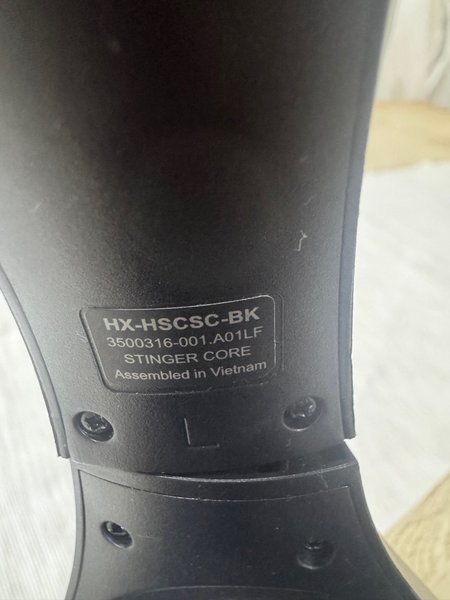 HX-HSCSC-BK
3500316-001.A01LF
STINGER CORE
Assembled in Vietnam
L